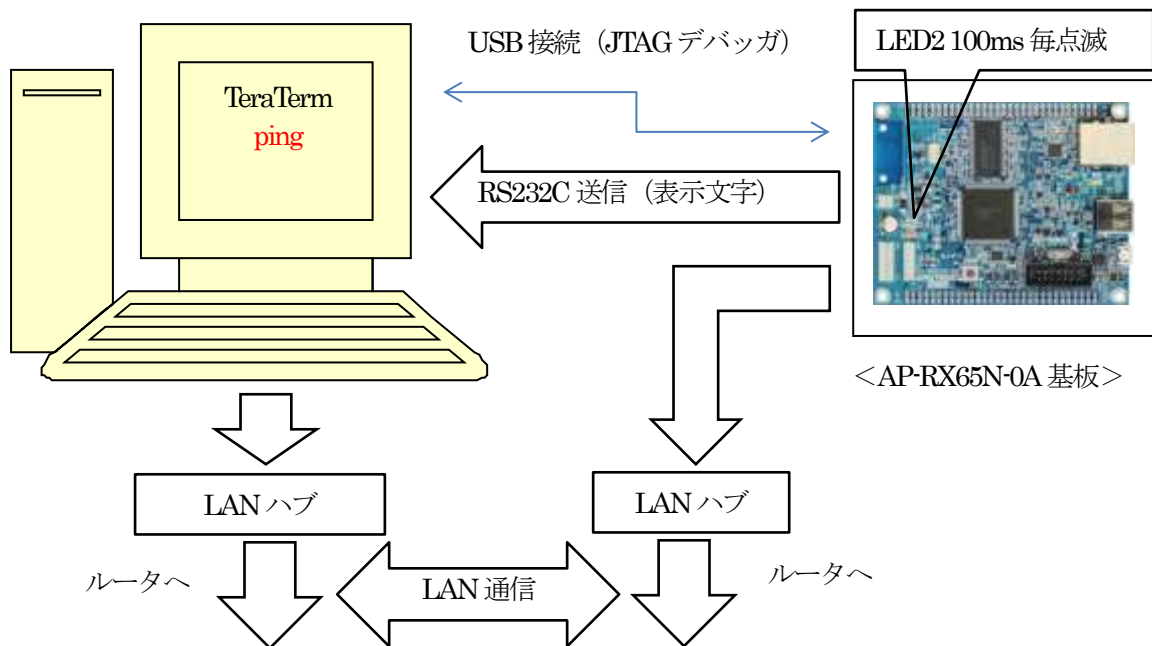 USB 接続（JTAG デバッガ）
LED2 100ms 毎点滅
TeraTerm
ping
RS232C 送信（表示文字）
＜AP-RX65N-0A 基板＞
LAN ハブ
LAN ハブ
ルータへ
LAN 通信
ルータへ